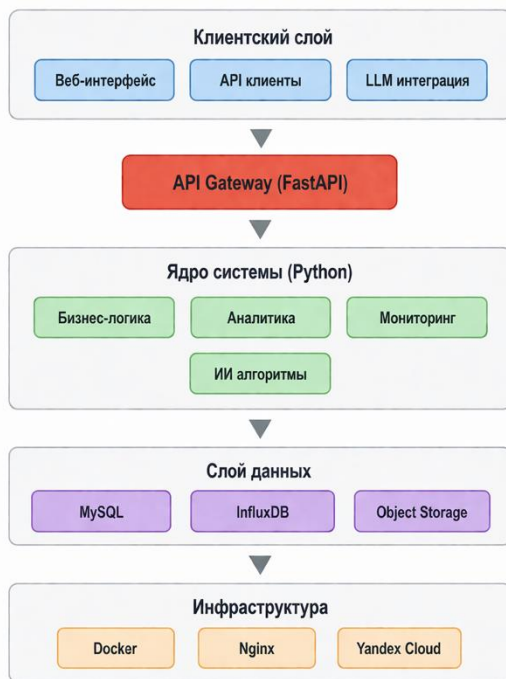 Клиентский слой
Веб-интерфейс
API клиенты
LLM интеграция
API Gateway (FastAPI)
Ядро системы (Python)
Бизнес-логика
Аналитика
Мониторинг
ИИ алгоритмы
Слой данных
MySQL
InfluxDB
Object Storage
Инфраструктура
Docker
Nginx
Yandex Cloud